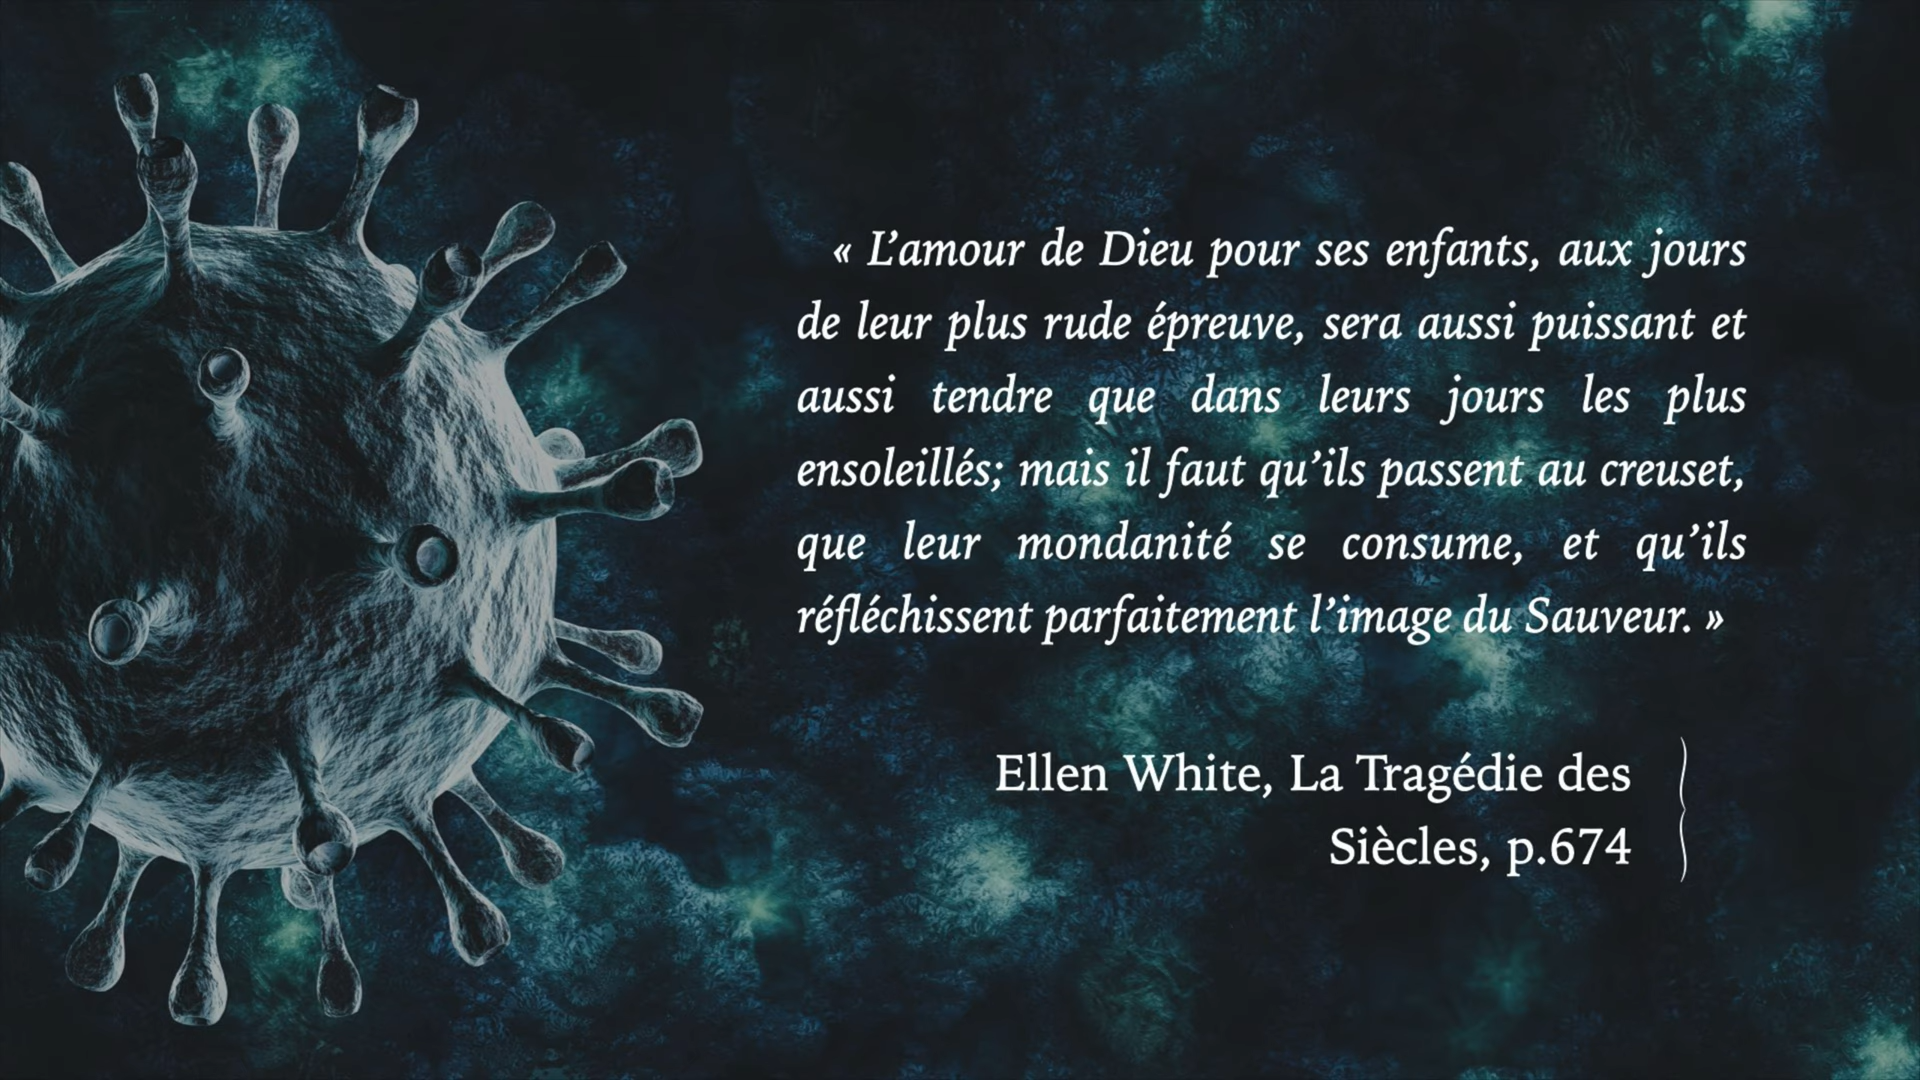 « L’amour de Dieu pour ses enfants, aux jours
de leur plus rude épreuve, sera aussi puissant et
aussi tendre que dans leurs jours les plus
ensoleillés; mais il faut qu’ils passent au creuset,
que leur mondanité se consume, et qu’ils
réfléchissent parfaitement l’image du Sauveur. »
Ellen White, La Tragédie des
Siècles, p.674